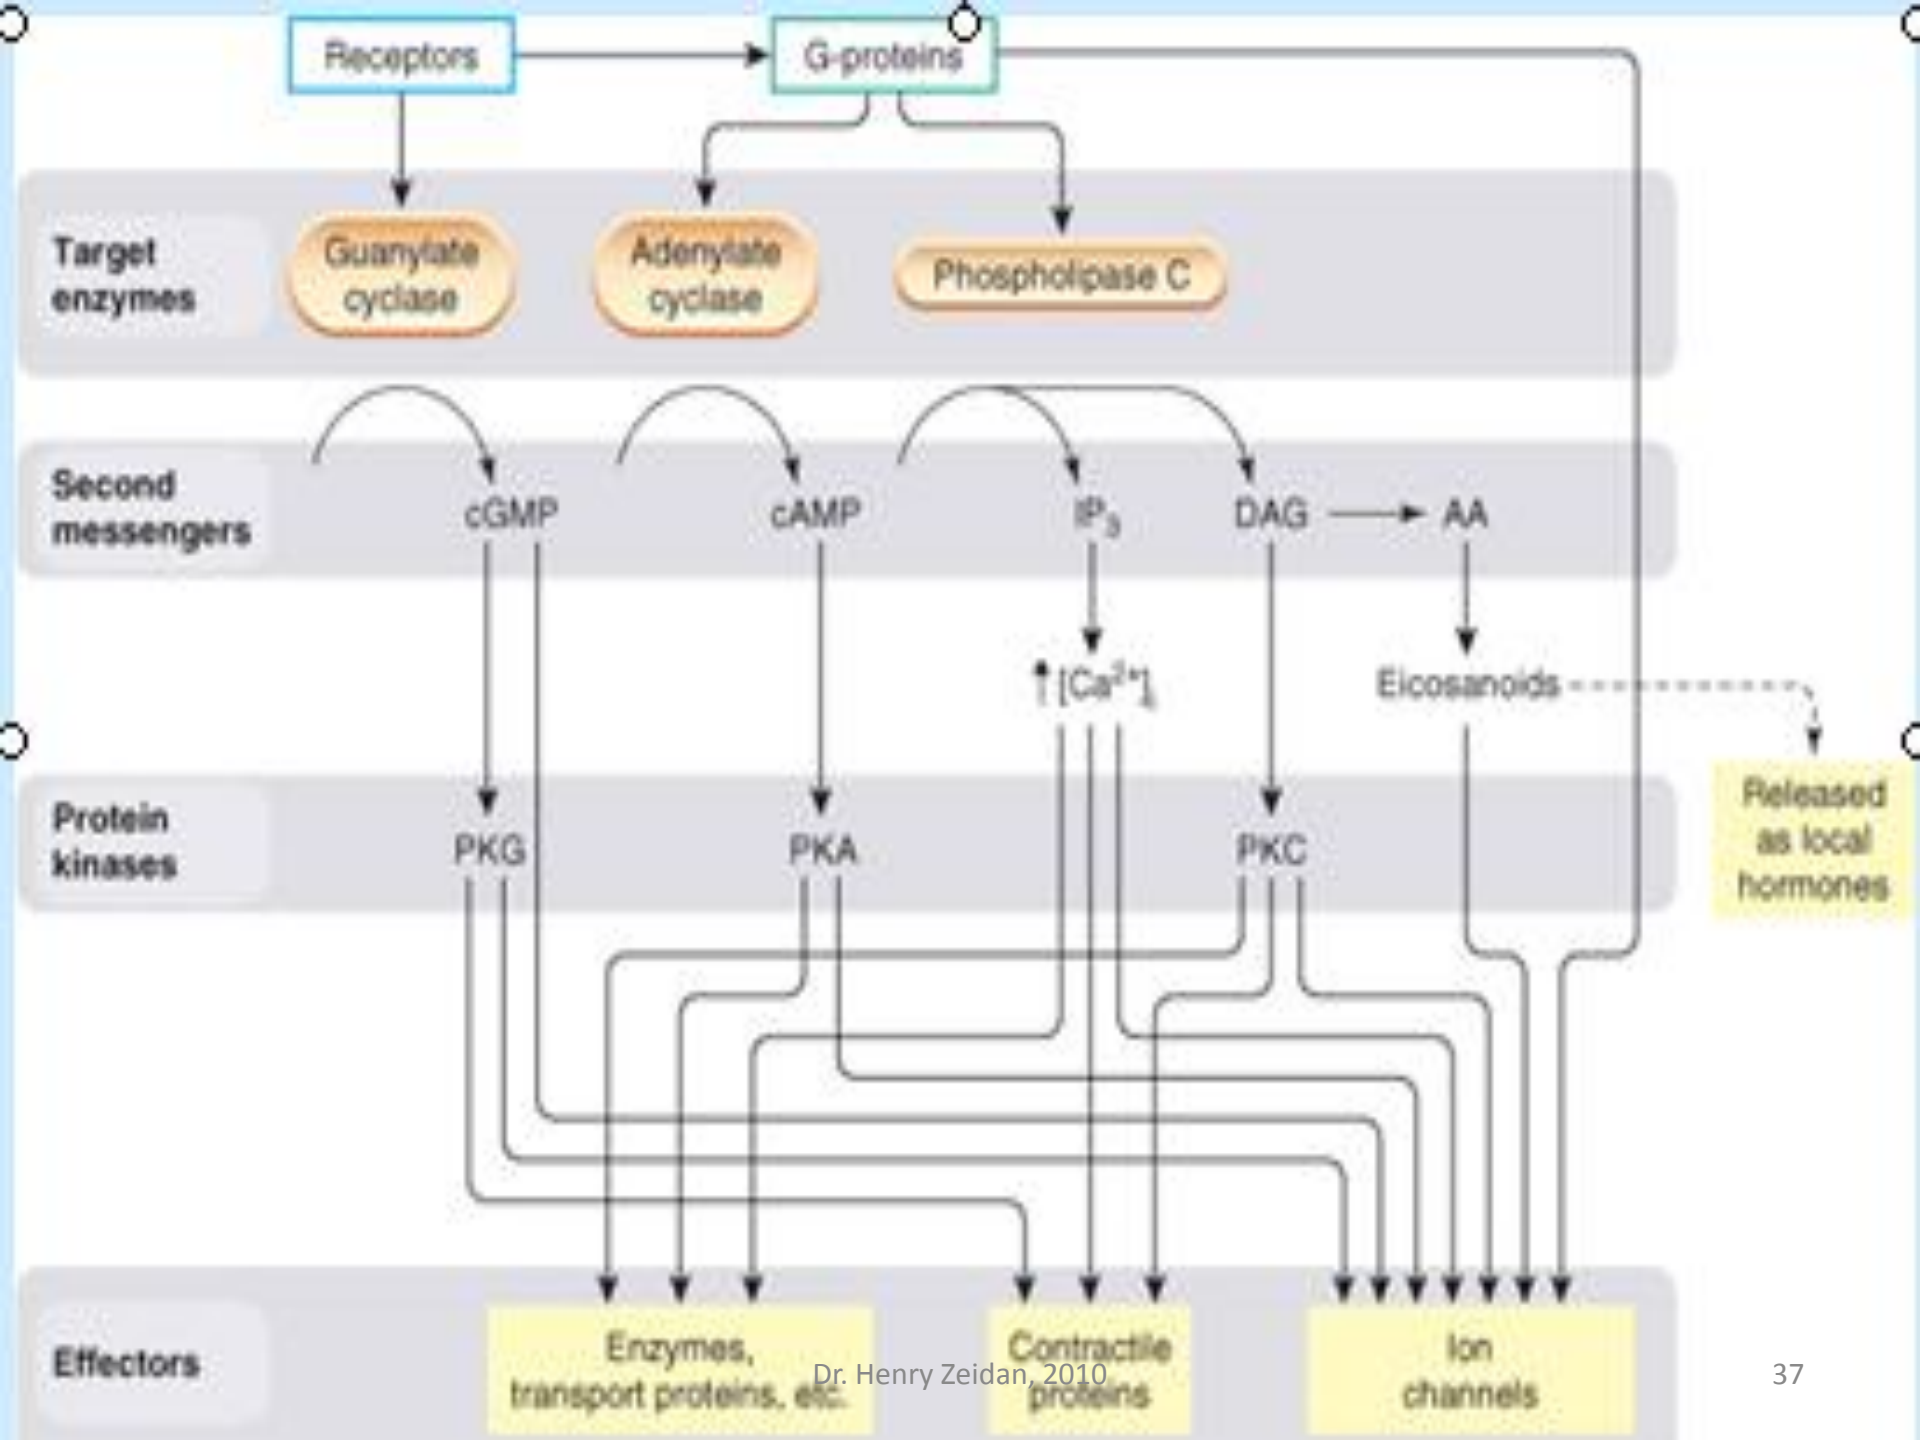 Receptors
G-proteins
Target
enzymes
Guanylate
cyclase
Adenylate
cyclase
Phospholipase C
Second
messengers
cGMP
cAMP
IP₃
DAG
AA
↑[Ca²⁺]ᵢ
Eicosanoids
Released
as local
hormones
Protein
kinases
PKG
PKA
PKC
Effectors
Enzymes,
transport proteins, etc.
Contractile
proteins
Ion
channels
Dr. Henry Zeidan, 2010
37